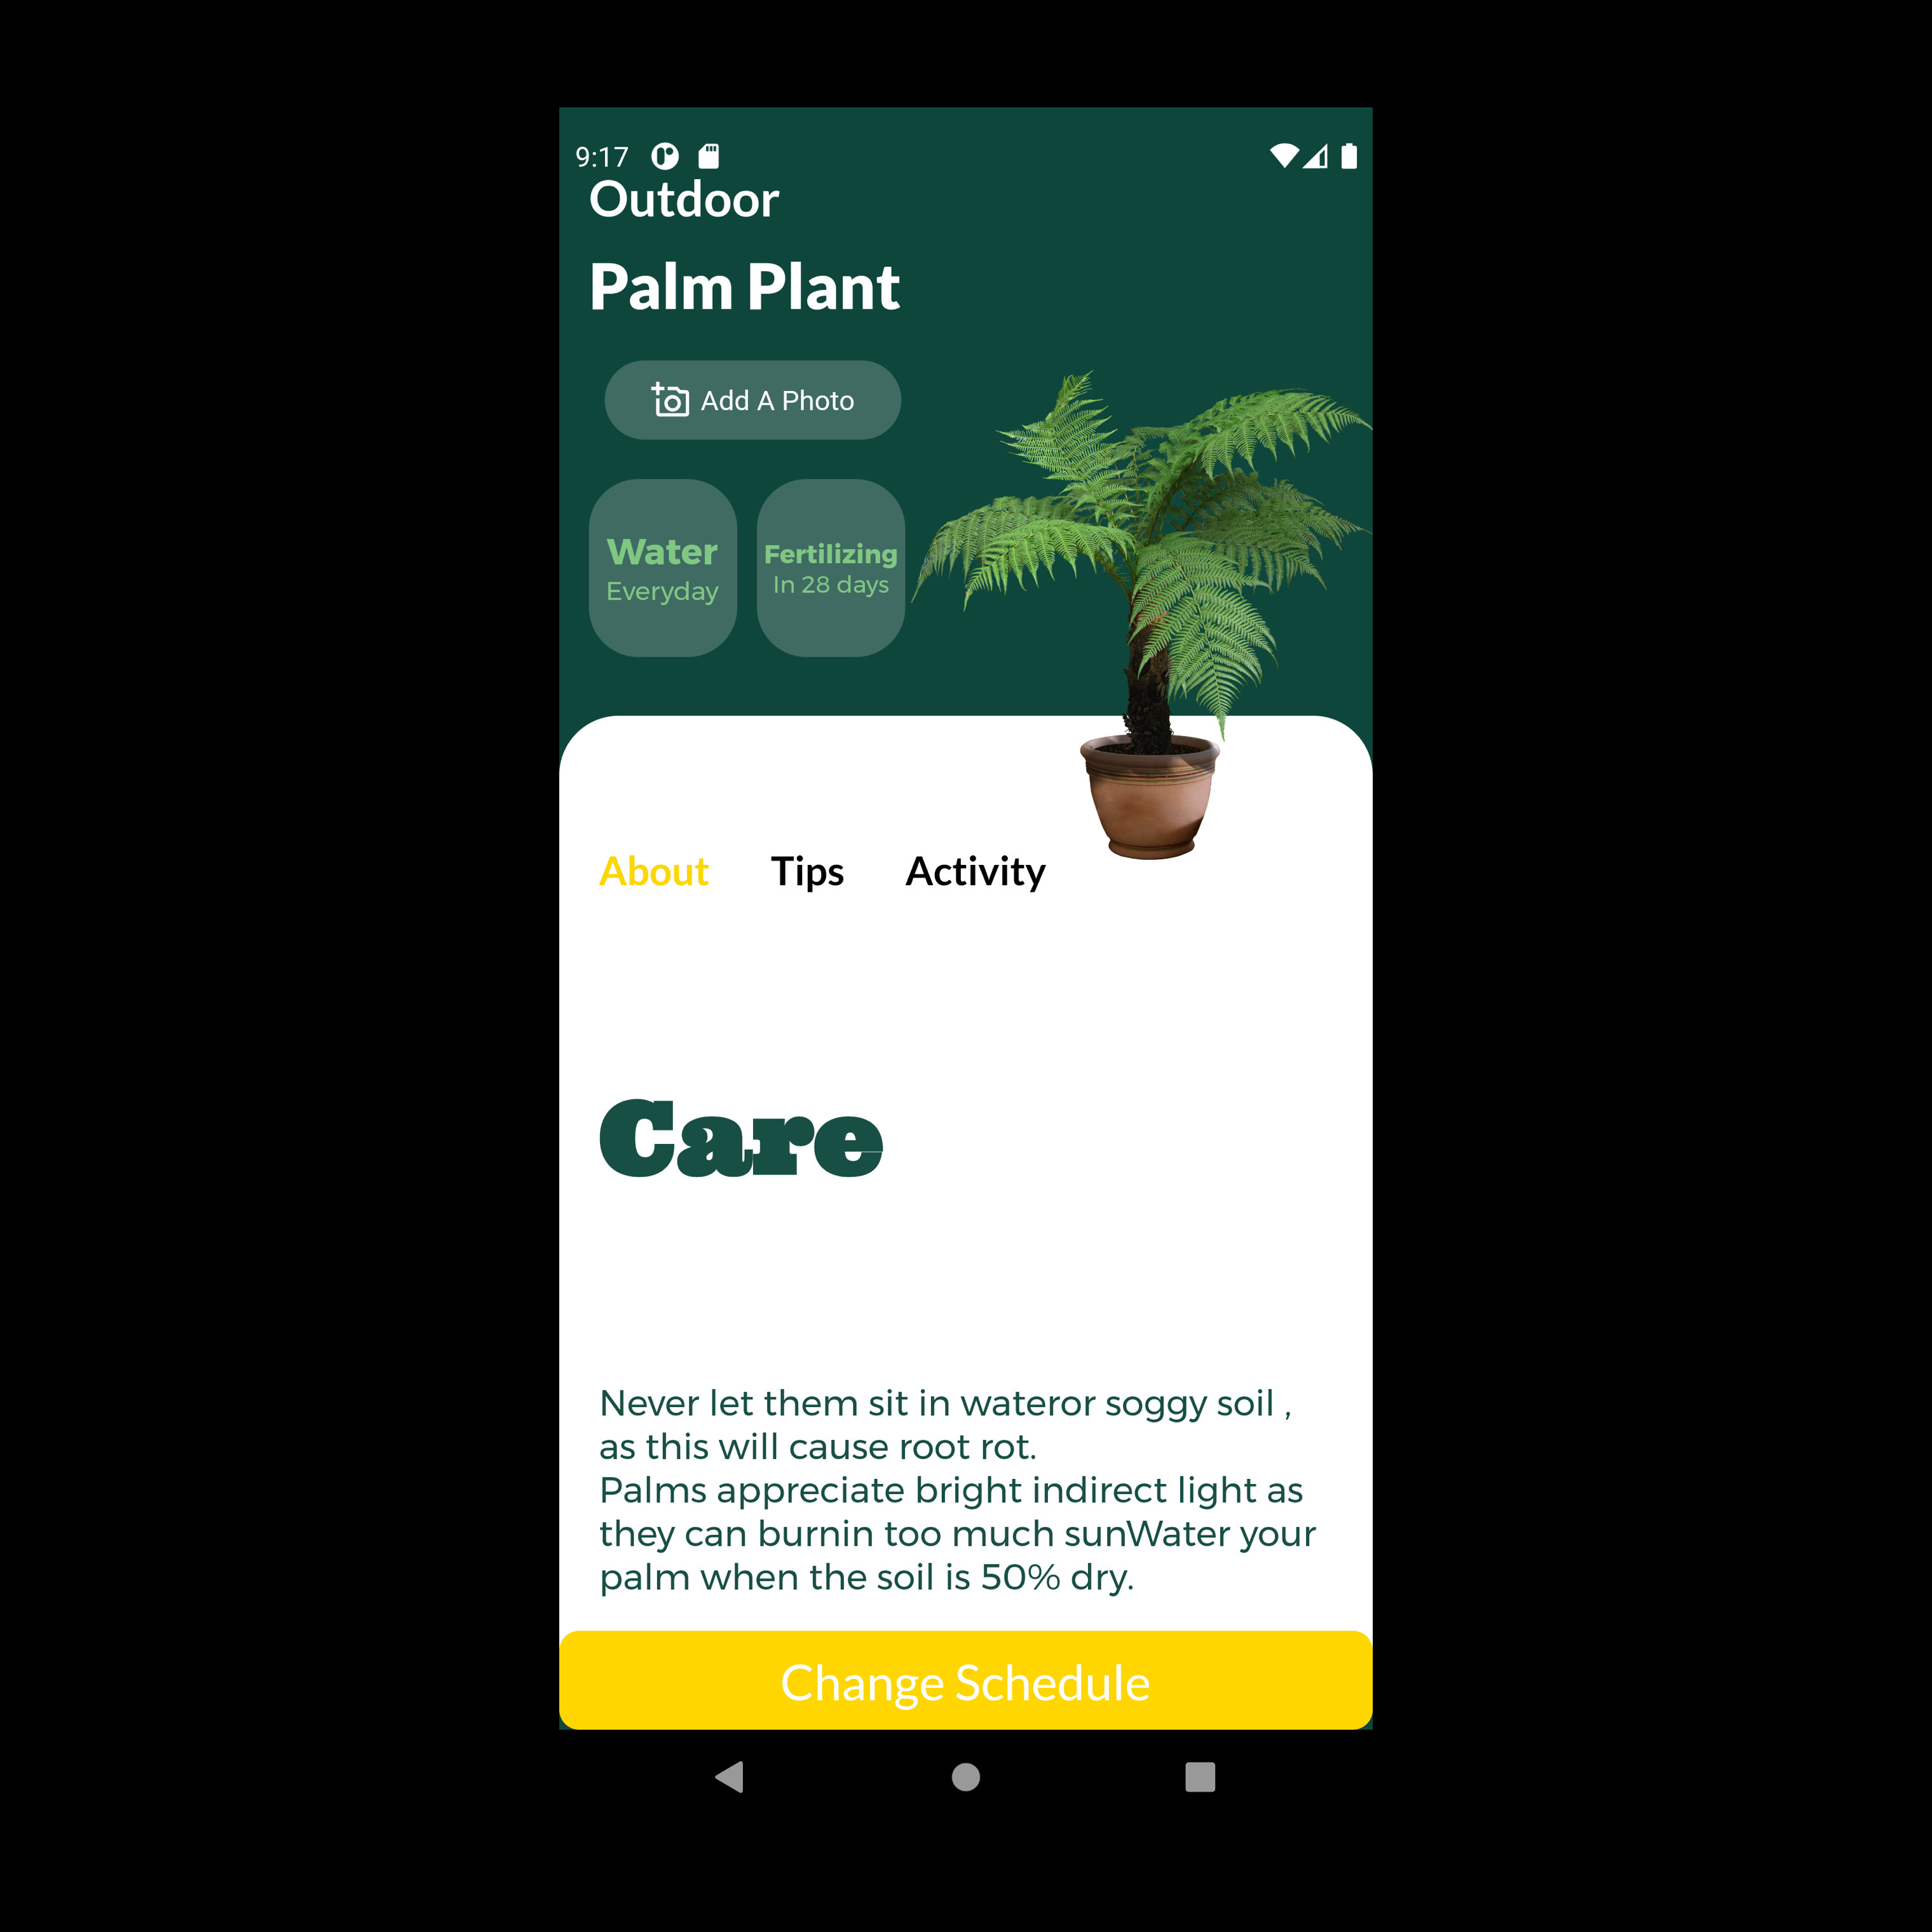 9:17
Outdoor
Palm Plant
Add A Photo
Water
Everyday
Fertilizing
In 28 days
About Tips Activity
Care
Never let them sit in wateror soggy soil ,
as this will cause root rot.
Palms appreciate bright indirect light as
they can burnin too much sunWater your
palm when the soil is 50% dry.
Change Schedule